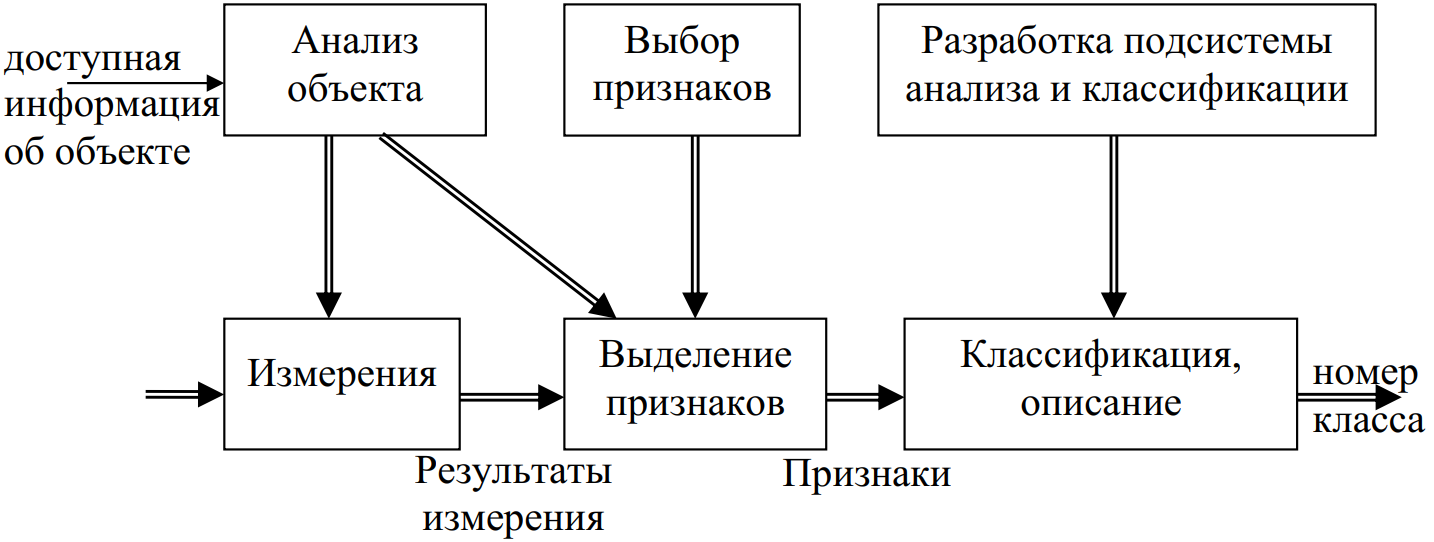 доступная
информация
об объекте
Анализ
объекта
Выбор
признаков
Разработка подсистемы
анализа и классификации
Измерения
Выделение
признаков
Классификация,
описание
номер
класса
Результаты
измерения
Признаки